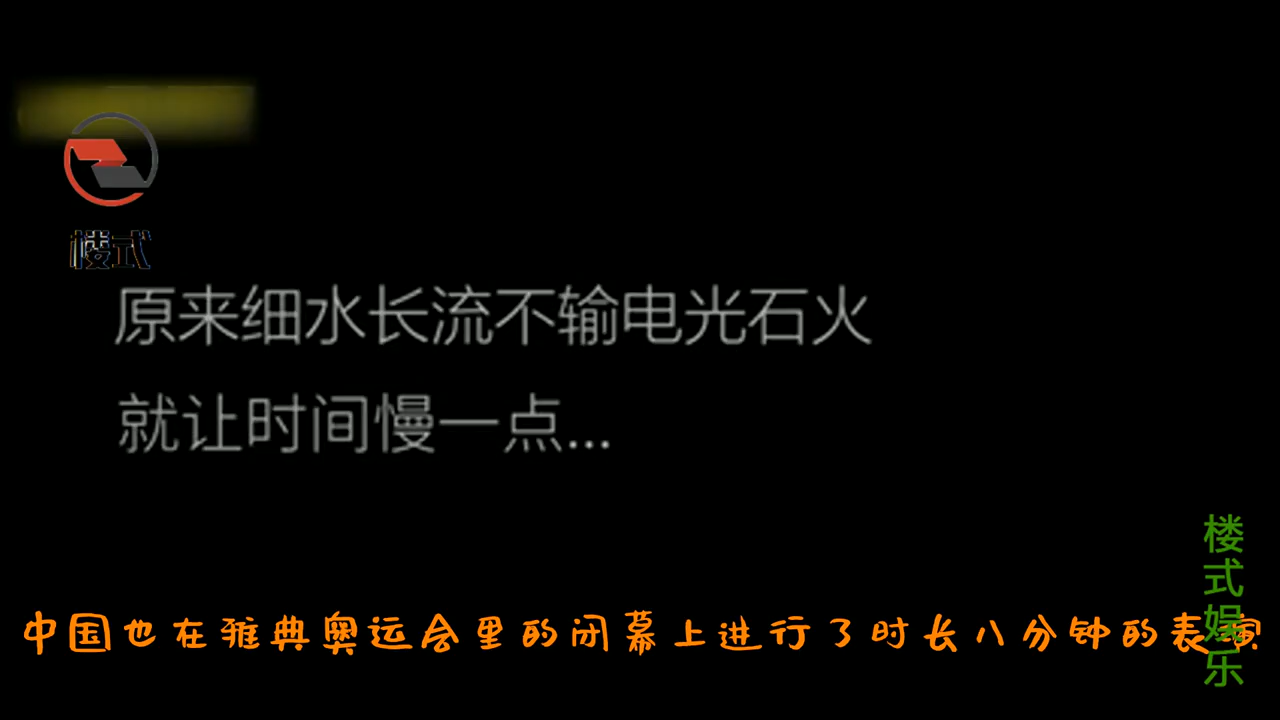 楼式
原来细水长流不输电光石火
就让时间慢一点...
中国也在雅典奥运会里的闭幕上进行了时长八分钟的表演
楼式娱乐